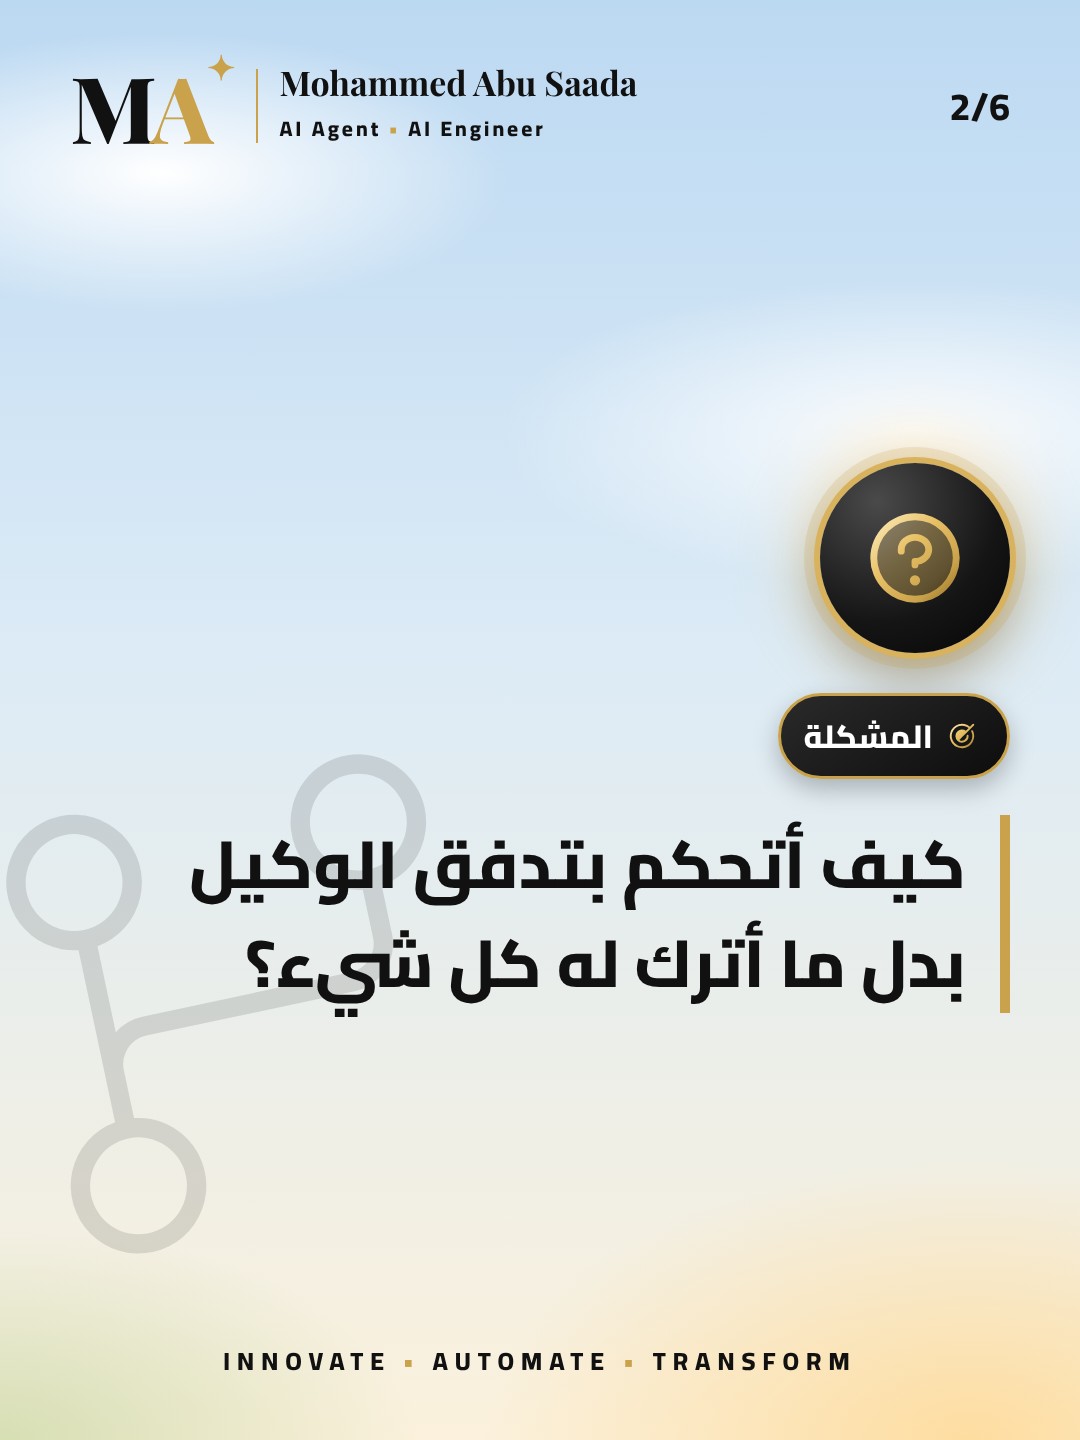 MA
Mohammed Abu Saada
AI Agent ▪ AI Engineer
2/6
المشكلة
كيف أتحكم بتدفق الوكيل
بدل ما أترك له كل شيء؟
INNOVATE ▪ AUTOMATE ▪ TRANSFORM